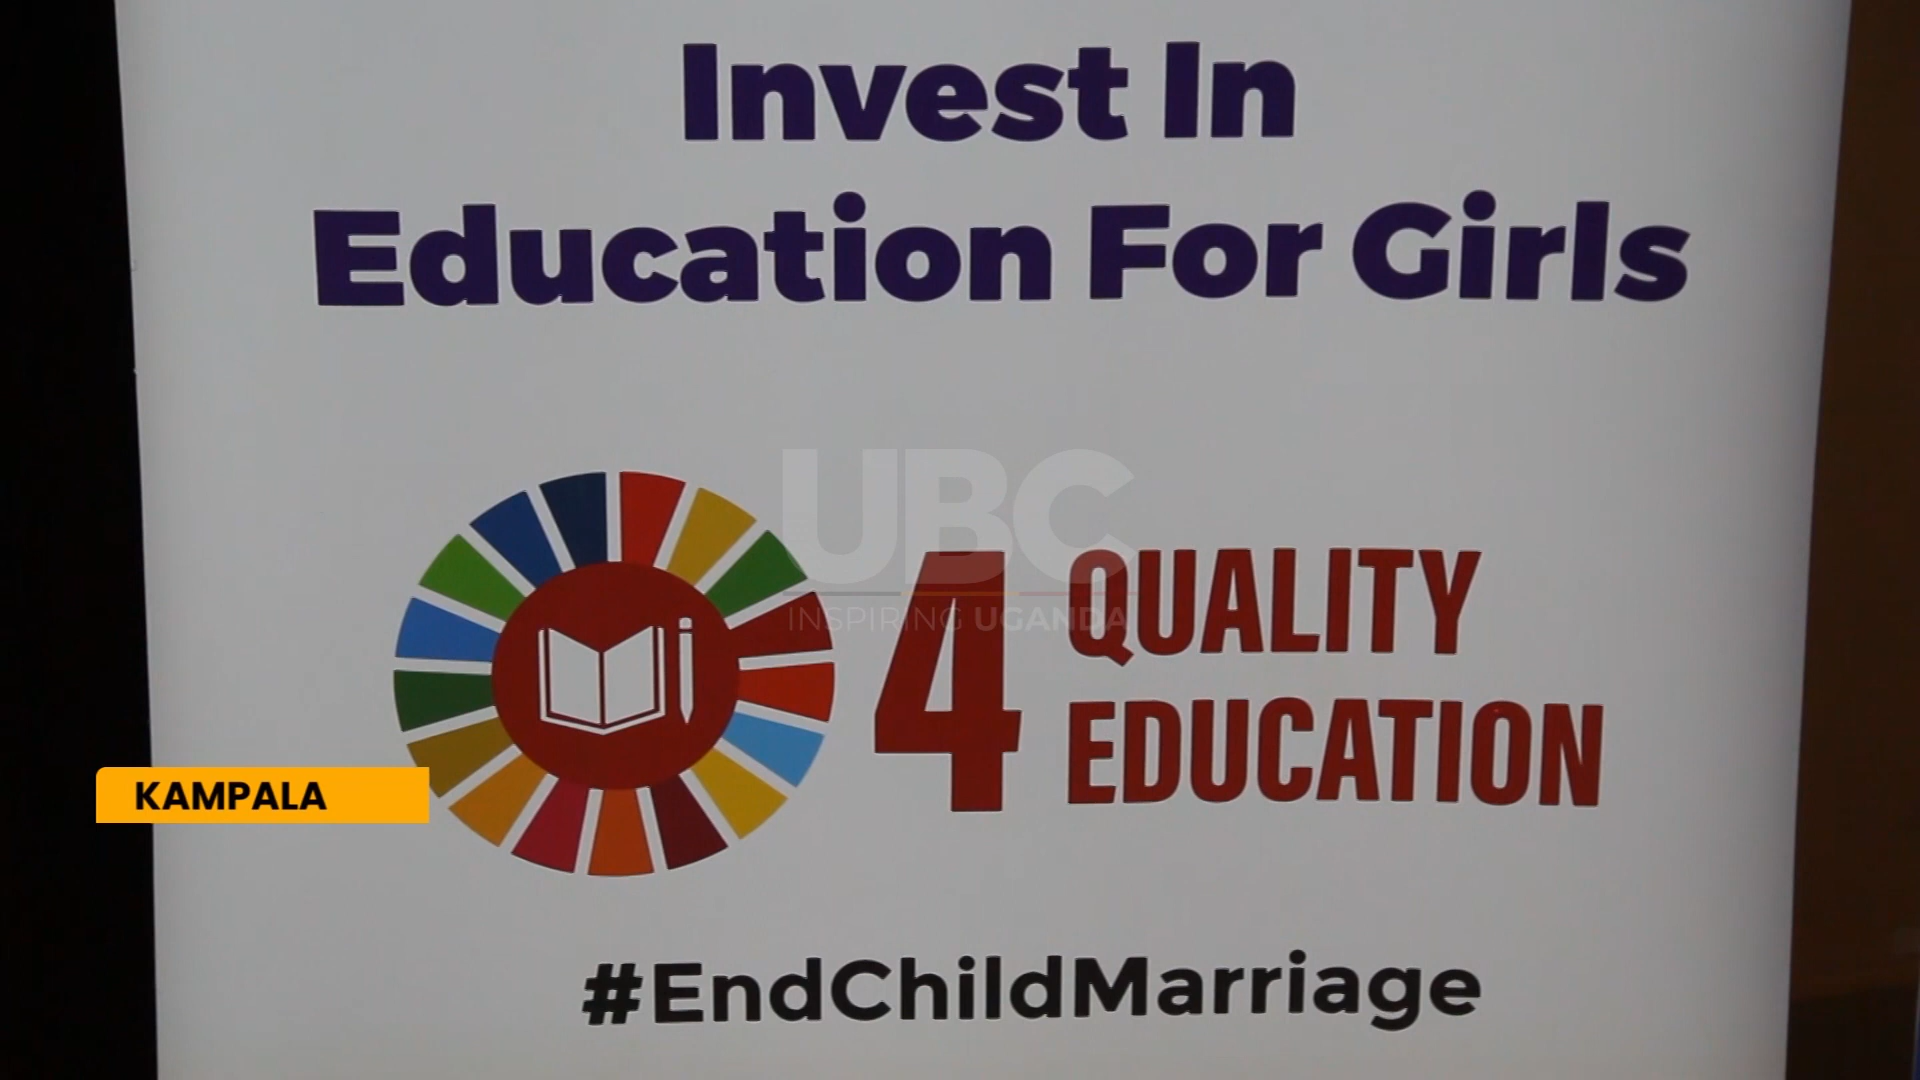 Invest In
Education For Girls
UBC
INSPIRING UGANDA
4 QUALITY
EDUCATION
KAMPALA
#EndChildMarriage